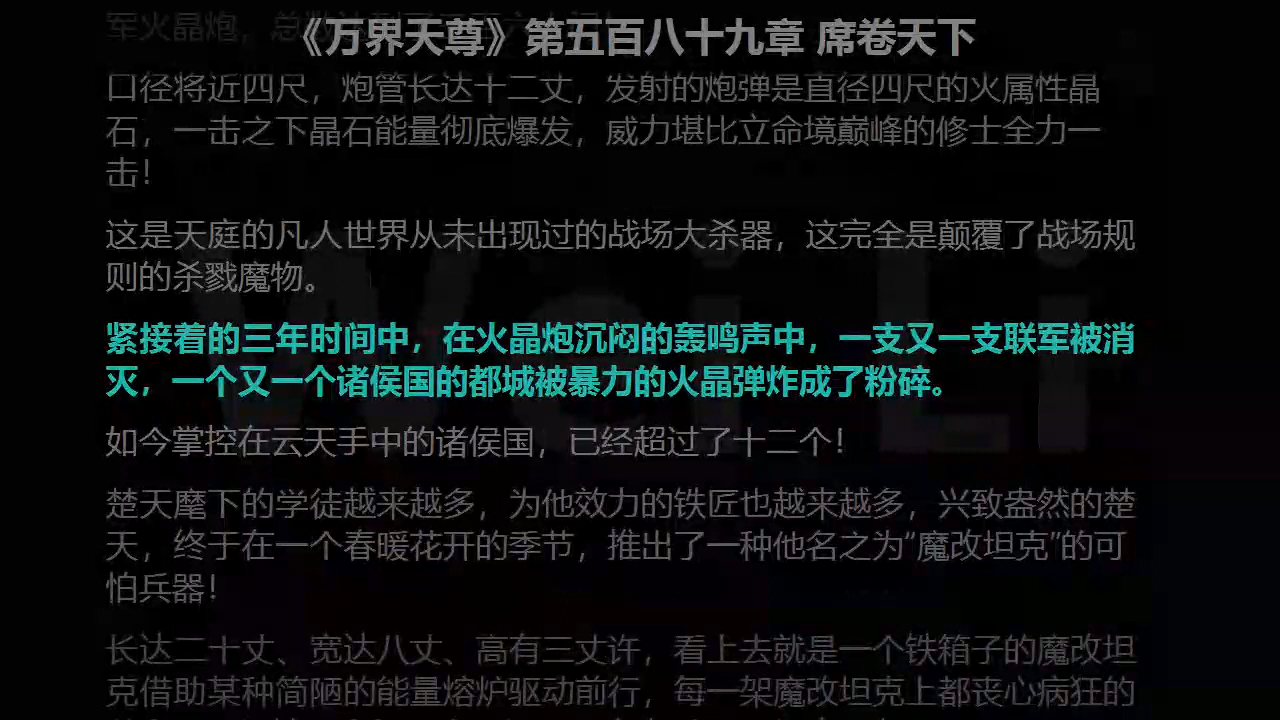 《万界天尊》第五百八十九章 席卷天下
军火晶炮，总数达
口径将近四尺，炮管长达十二丈，发射的炮弹是直径四尺的火属性晶
石，一击之下晶石能量彻底爆发，威力堪比立命境巅峰的修士全力一
击！
这是天庭的凡人世界从未出现过的战场大杀器，这完全是颠覆了战场规
则的杀戮魔物。
紧接着的三年时间中，在火晶炮沉闷的轰鸣声中，一支又一支联军被消
灭，一个又一个诸侯国的都城被暴力的火晶弹炸成了粉碎。
如今掌控在云天手中的诸侯国，已经超过了十二个！
楚天麾下的学徒越来越多，为他效力的铁匠也越来越多，兴致盎然的楚
天，终于在一个春暖花开的季节，推出了一种他名之为“魔改坦克”的可
怕兵器！
长达二十丈、宽达八丈、高有三丈许，看上去就是一个铁箱子的魔改坦
克借助某种简陋的能量熔炉驱动前行，每一架魔改坦克上都丧心病狂的
Wei Li